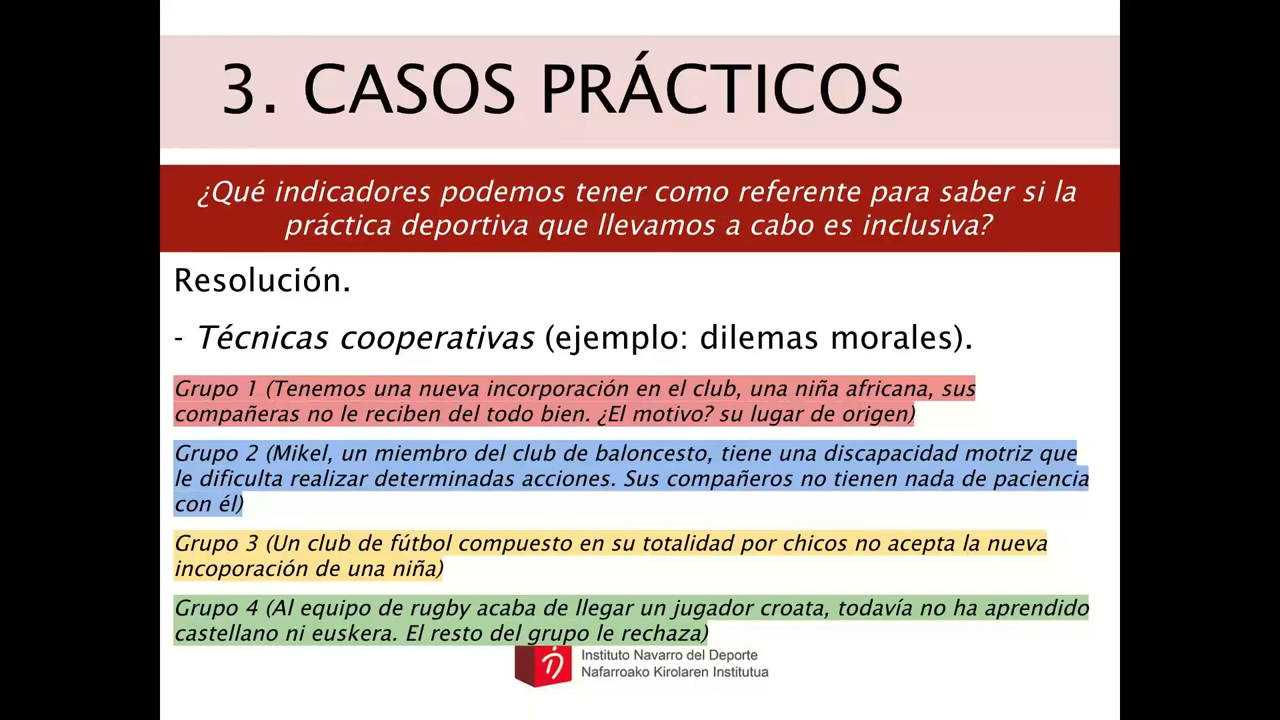 3. CASOS PRÁCTICOS
¿Qué indicadores podemos tener como referente para saber si la
práctica deportiva que llevamos a cabo es inclusiva?
Resolución.
- Técnicas cooperativas (ejemplo: dilemas morales).
Grupo 1 (Tenemos una nueva incorporación en el club, una niña africana, sus
compañeras no le reciben del todo bien. ¿El motivo? su lugar de origen)
Grupo 2 (Mikel, un miembro del club de baloncesto, tiene una discapacidad motriz que
le dificulta realizar determinadas acciones. Sus compañeros no tienen nada de paciencia
con él)
Grupo 3 (Un club de fútbol compuesto en su totalidad por chicos no acepta la nueva
incoporación de una niña)
Grupo 4 (Al equipo de rugby acaba de llegar un jugador croata, todavía no ha aprendido
castellano ni euskera. El resto del grupo le rechaza)
Instituto Navarro del Deporte
Nafarroako Kirolaren Institutua